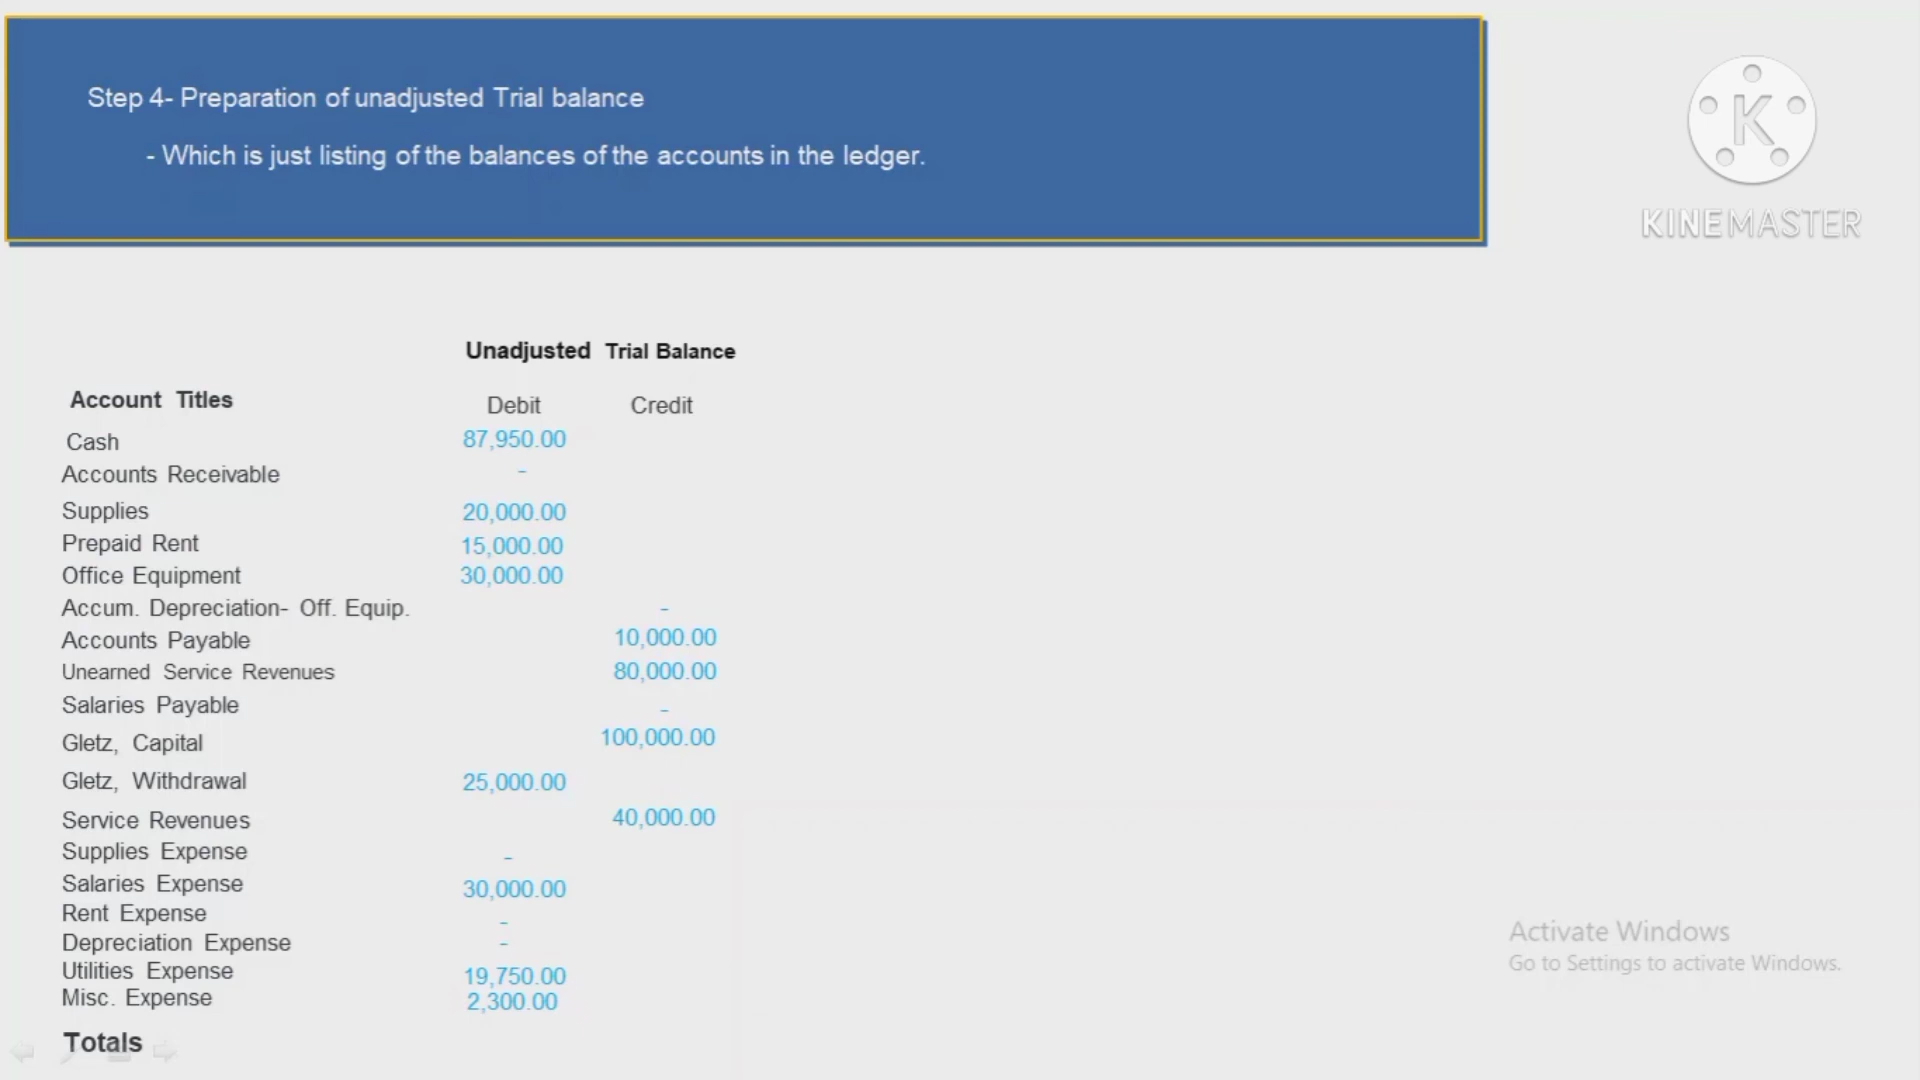 Step 4- Preparation of unadjusted Trial balance
- Which is just listing of the balances of the accounts in the ledger.
K
KINEMASTER
Unadjusted Trial Balance
Account Titles Debit Credit
Cash 87,950.00
Accounts Receivable -
Supplies 20,000.00
Prepaid Rent 15,000.00
Office Equipment 30,000.00
Accum. Depreciation- Off. Equip. -
Accounts Payable 10,000.00
Unearned Service Revenues 80,000.00
Salaries Payable -
Gletz, Capital 100,000.00
Gletz, Withdrawal 25,000.00
Service Revenues 40,000.00
Supplies Expense -
Salaries Expense 30,000.00
Rent Expense -
Depreciation Expense -
Utilities Expense 19,750.00
Misc. Expense 2,300.00
Totals
Activate Windows
Go to Settings to activate Windows.